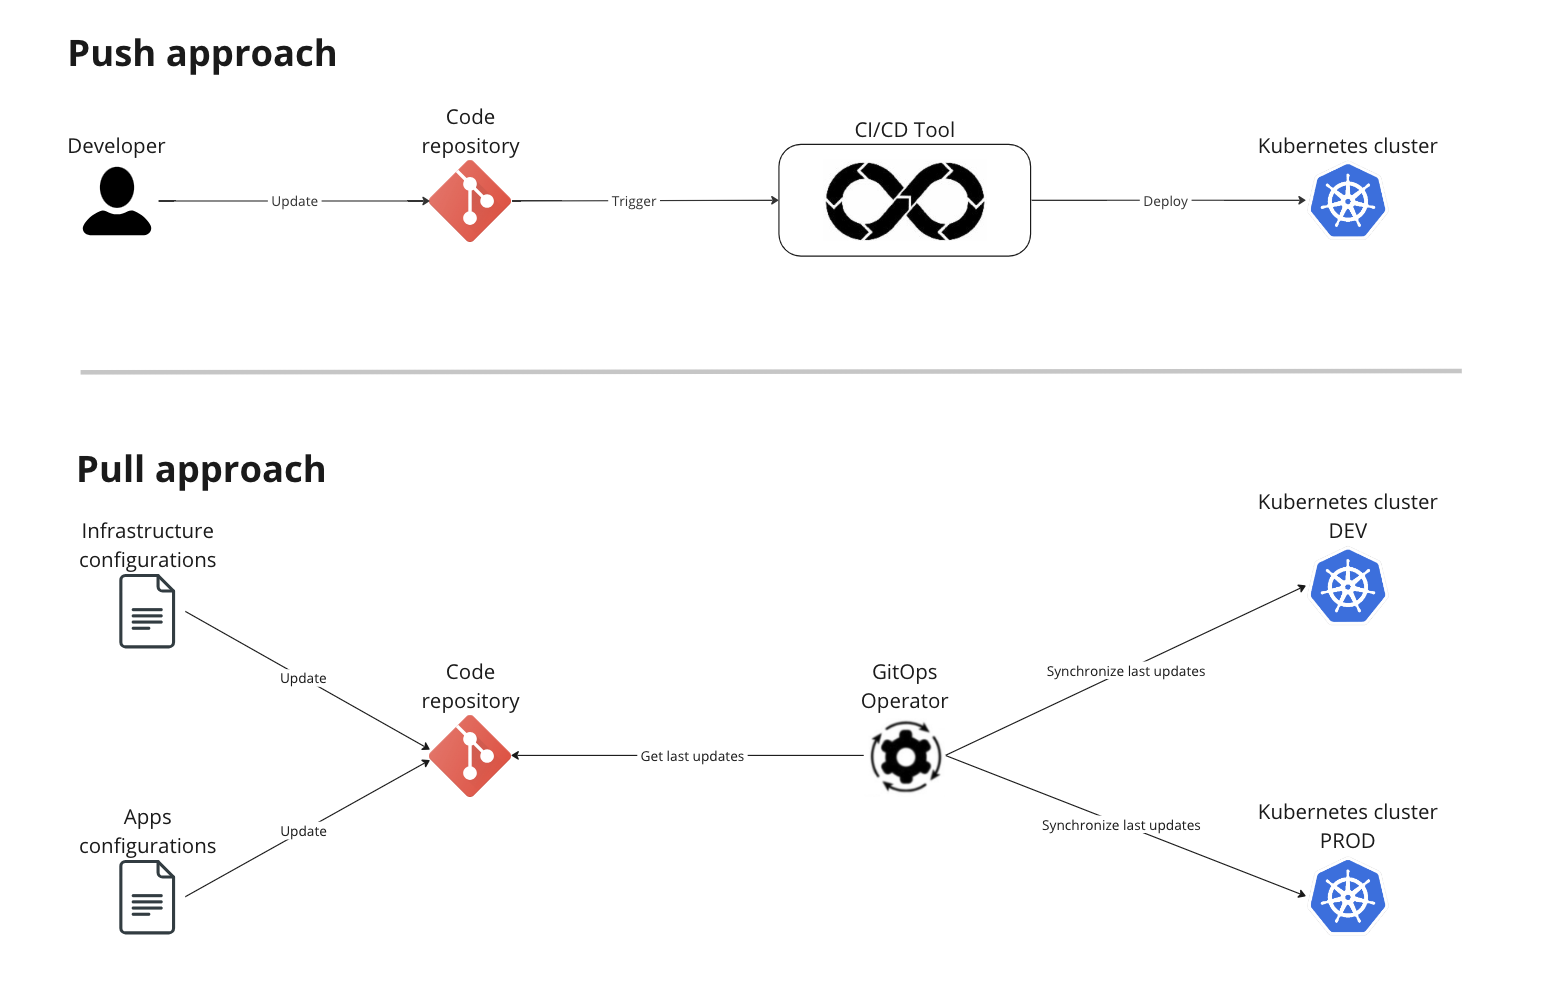 Push approach
Developer
Code
repository
CI/CD Tool
Kubernetes cluster
Update
Trigger
Deploy
Pull approach
Infrastructure
configurations
Kubernetes cluster
DEV
Update
Code
repository
GitOps
Operator
Synchronize last updates
Get last updates
Apps
configurations
Update
Synchronize last updates
Kubernetes cluster
PROD